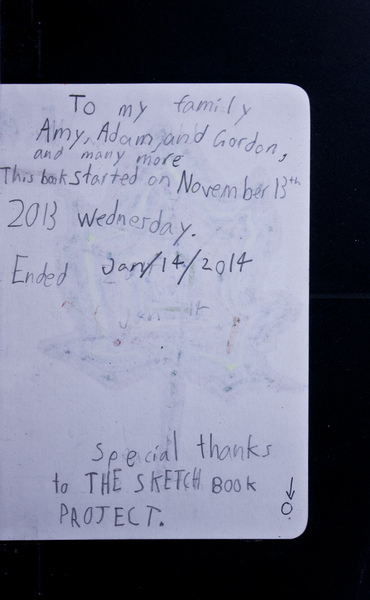 To my family
Amy, Adam, and Gordon,
and many more
This book started on November 13th
2013 Wednesday.
Ended Jan/14/2014
Special thanks
to THE SKETCH BOOK
PROJECT.